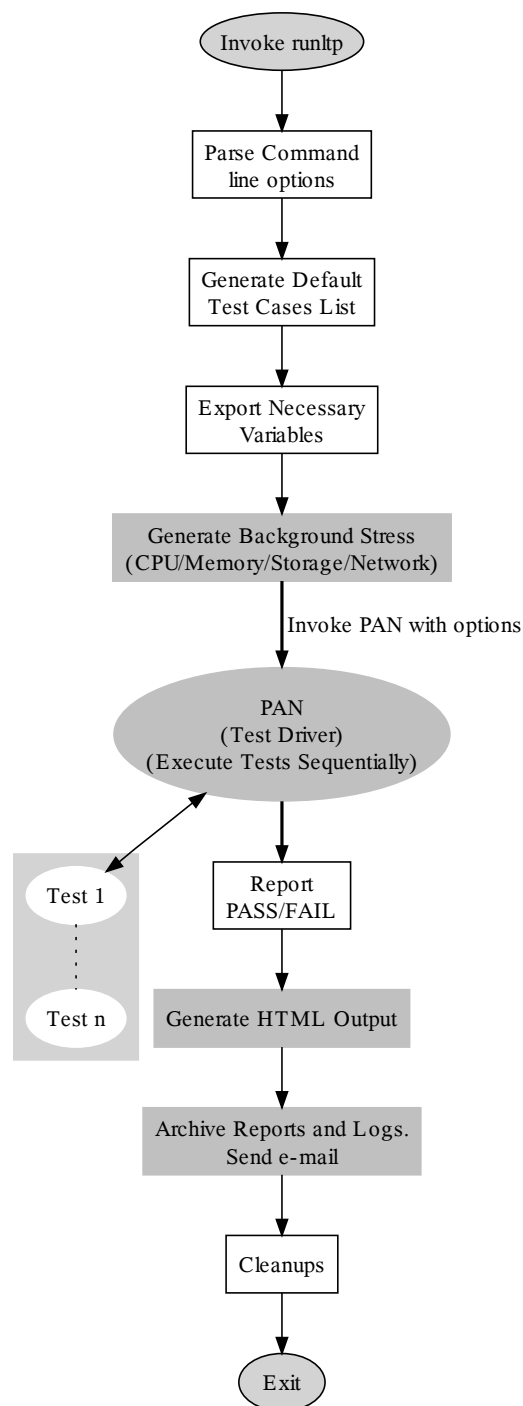 Invoke runltp
Parse Command
line options
Generate Default
Test Cases List
Export Necessary
Variables
Generate Background Stress
(CPU/Memory/Storage/Network)
Invoke PAN with options
PAN
(Test Driver)
(Execute Tests Sequentially)
Test 1
Test n
Report
PASS/FAIL
Generate HTML Output
Archive Reports and Logs.
Send e-mail
Cleanups
Exit